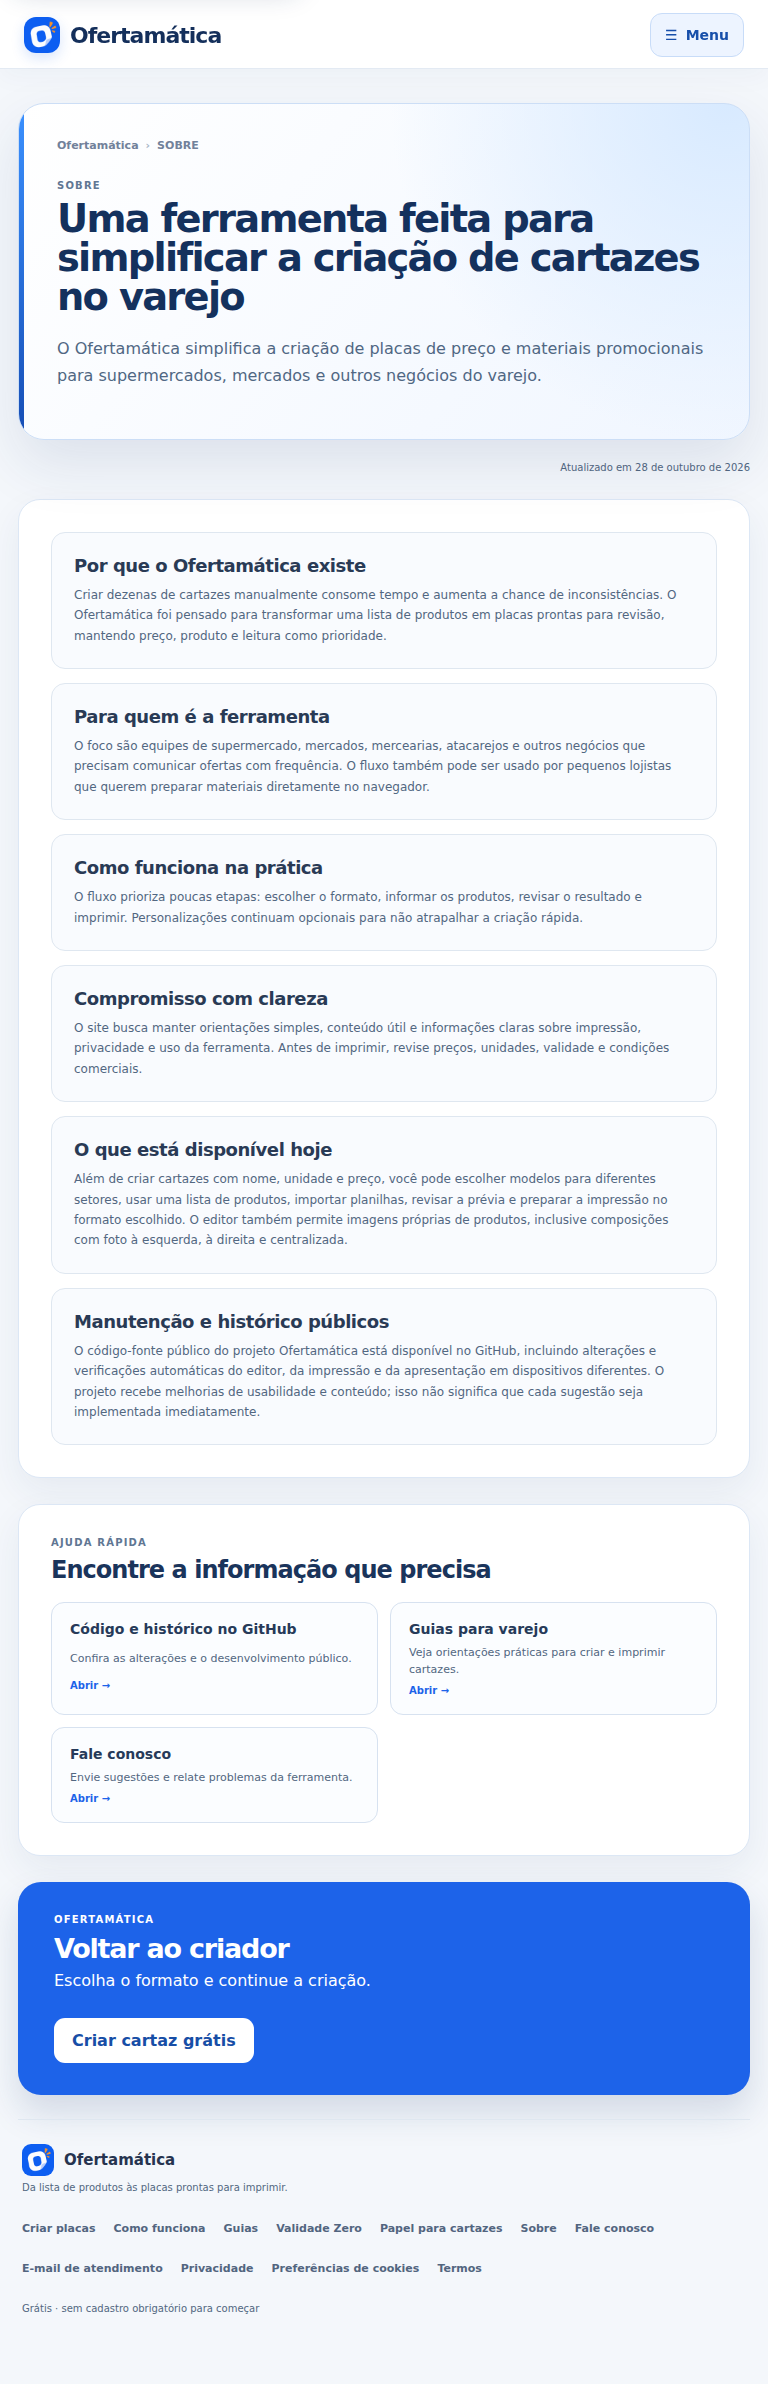 Ofertamática
☰ Menu
Ofertamática › SOBRE
SOBRE
Uma ferramenta feita para
simplificar a criação de cartazes
no varejo
O Ofertamática simplifica a criação de placas de preço e materiais promocionais
para supermercados, mercados e outros negócios do varejo.
Atualizado em 28 de outubro de 2026
Por que o Ofertamática existe
Criar dezenas de cartazes manualmente consome tempo e aumenta a chance de inconsistências. O
Ofertamática foi pensado para transformar uma lista de produtos em placas prontas para revisão,
mantendo preço, produto e leitura como prioridade.
Para quem é a ferramenta
O foco são equipes de supermercado, mercados, mercearias, atacarejos e outros negócios que
precisam comunicar ofertas com frequência. O fluxo também pode ser usado por pequenos lojistas
que querem preparar materiais diretamente no navegador.
Como funciona na prática
O fluxo prioriza poucas etapas: escolher o formato, informar os produtos, revisar o resultado e
imprimir. Personalizações continuam opcionais para não atrapalhar a criação rápida.
Compromisso com clareza
O site busca manter orientações simples, conteúdo útil e informações claras sobre impressão,
privacidade e uso da ferramenta. Antes de imprimir, revise preços, unidades, validade e condições
comerciais.
O que está disponível hoje
Além de criar cartazes com nome, unidade e preço, você pode escolher modelos para diferentes
setores, usar uma lista de produtos, importar planilhas, revisar a prévia e preparar a impressão no
formato escolhido. O editor também permite imagens próprias de produtos, inclusive composições
com foto à esquerda, à direita e centralizada.
Manutenção e histórico públicos
O código-fonte público do projeto Ofertamática está disponível no GitHub, incluindo alterações e
verificações automáticas do editor, da impressão e da apresentação em dispositivos diferentes. O
projeto recebe melhorias de usabilidade e conteúdo; isso não significa que cada sugestão seja
implementada imediatamente.
AJUDA RÁPIDA
Encontre a informação que precisa
Código e histórico no GitHub
Confira as alterações e o desenvolvimento público.
Abrir →
Guias para varejo
Veja orientações práticas para criar e imprimir
cartazes.
Abrir →
Fale conosco
Envie sugestões e relate problemas da ferramenta.
Abrir →
OFERTAMÁTICA
Voltar ao criador
Escolha o formato e continue a criação.
Criar cartaz grátis
Ofertamática
Da lista de produtos às placas prontas para imprimir.
Criar placas Como funciona Guias Validade Zero Papel para cartazes Sobre Fale conosco
E-mail de atendimento Privacidade Preferências de cookies Termos
Grátis · sem cadastro obrigatório para começar